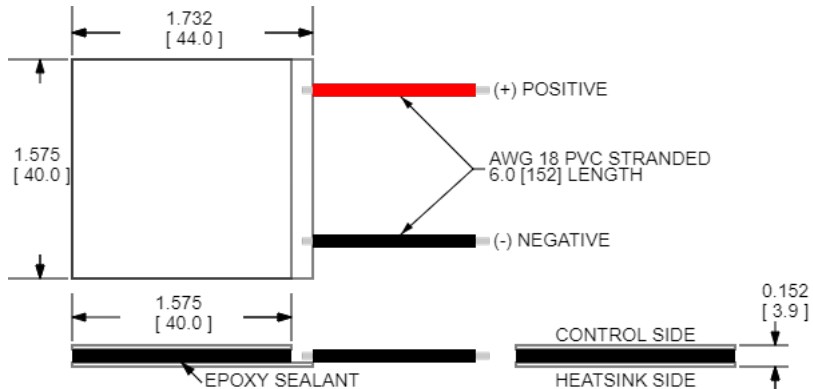 1.732
[ 44.0 ]
(+) POSITIVE
1.575
[ 40.0 ]
AWG 18 PVC STRANDED
6.0 [152] LENGTH
(-) NEGATIVE
1.575
[ 40.0 ]
0.152
[ 3.9 ]
CONTROL SIDE
EPOXY SEALANT
HEATSINK SIDE